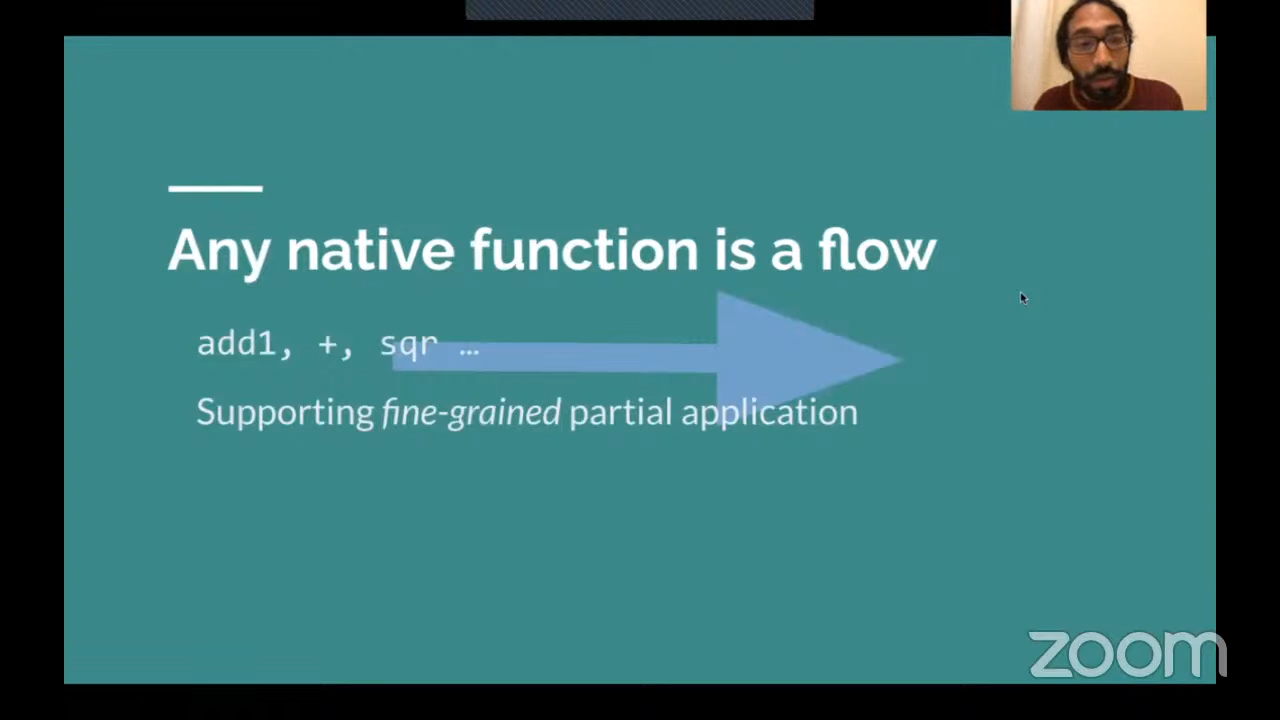 Any native function is a flow
add1, +, sqr …
Supporting fine-grained partial application
zoom